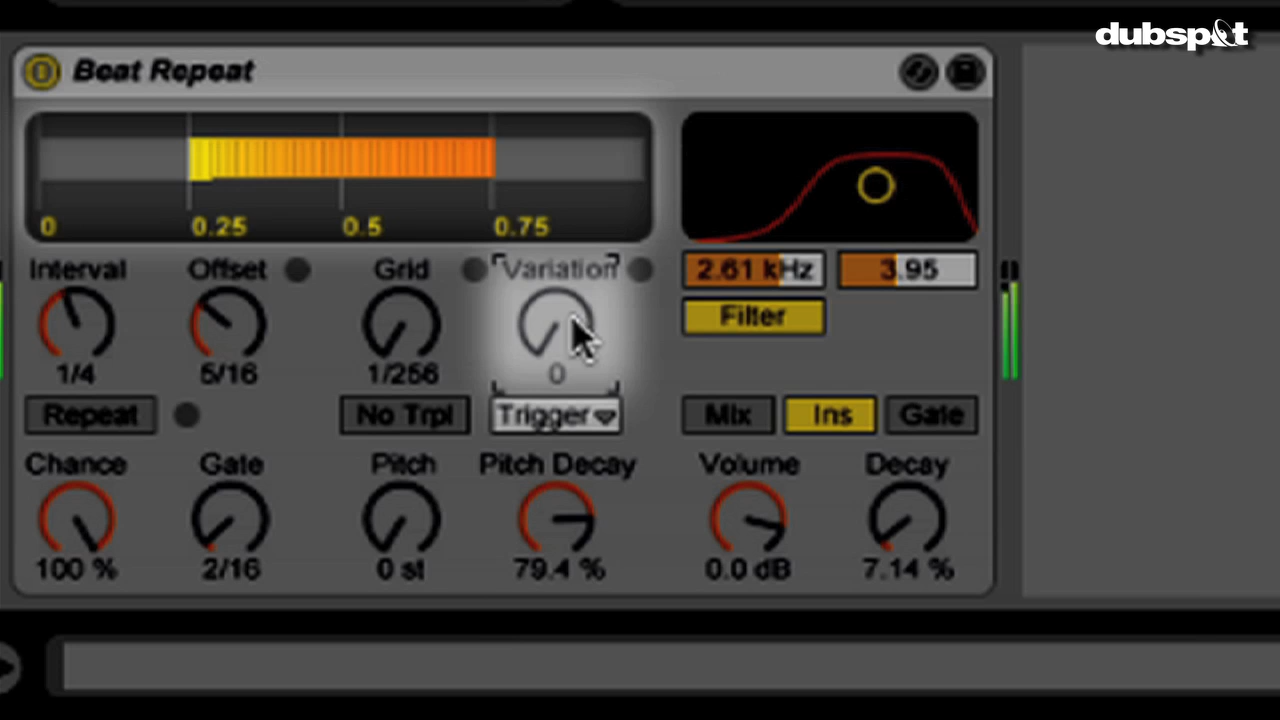 dubspot
Beat Repeat
0 0.25 0.5 0.75
Interval Offset Grid Variation
2.61 kHz 3.95
Filter
1/4 5/16 1/256 0
Repeat No Trpl Trigger Mix Ins Gate
Chance Gate Pitch Pitch Decay Volume Decay
100 % 2/16 0 st 79.4 % 0.0 dB 7.14 %